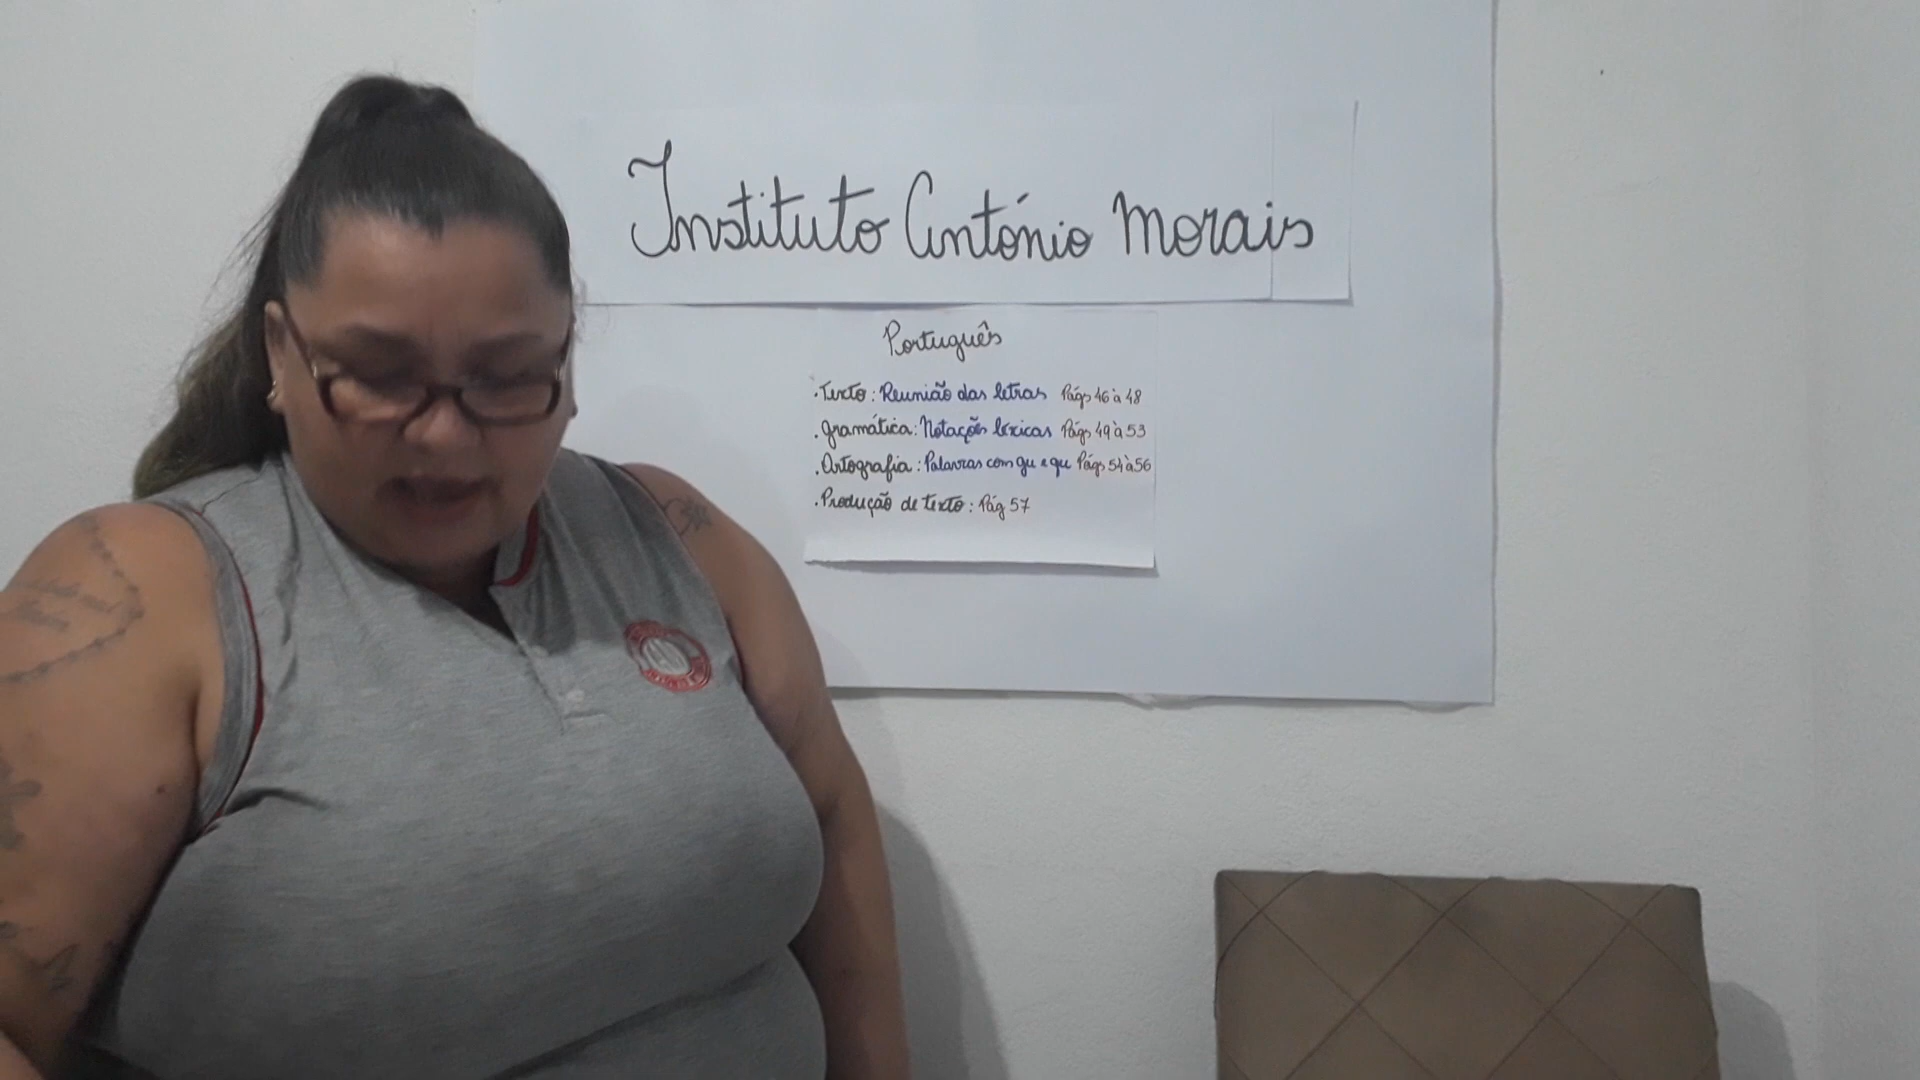 Instituto António Morais
Português
.Texto: Reunião das letras Págs 46 à 48
.Gramática: Notações léxicas Págs 49 à 53
.Ortografia: Palavras com gu e qu Págs 54 à 56
.Produção de texto: Pág 57